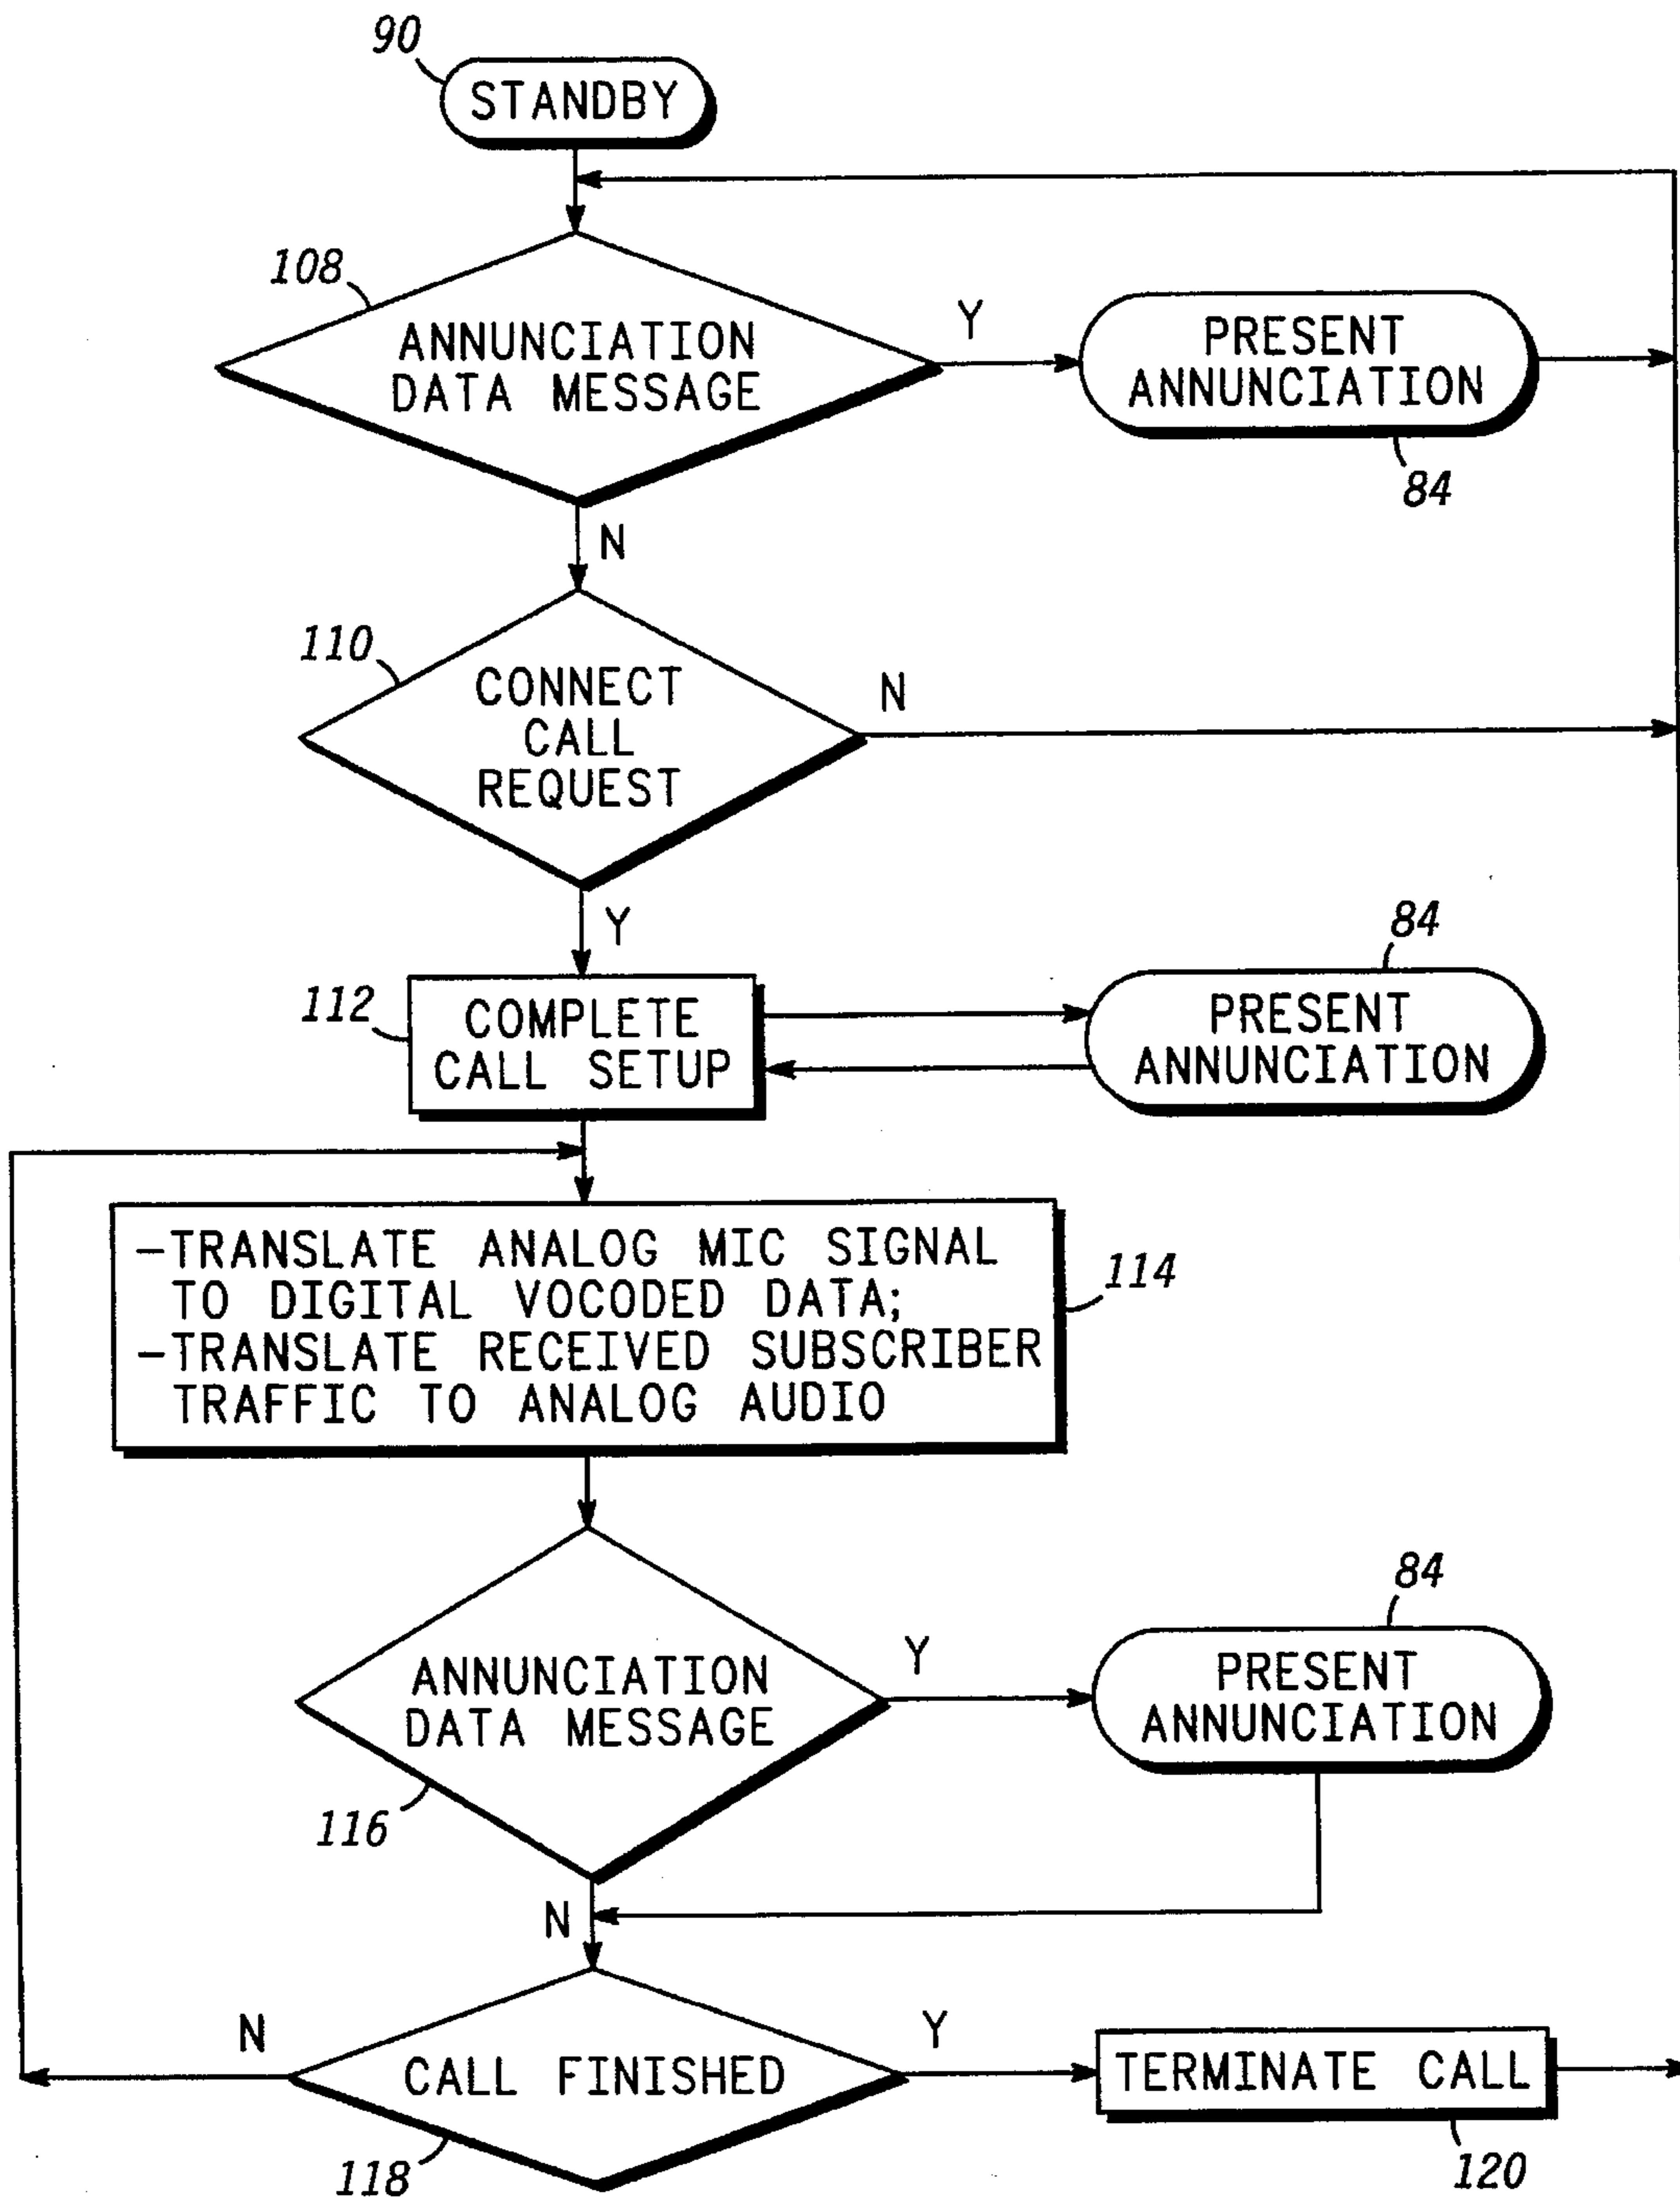 90
STANDBY
108
ANNUNCIATION
DATA MESSAGE
Y
PRESENT
ANNUNCIATION
84
N
110
CONNECT
CALL
REQUEST
N
Y
84
112
COMPLETE
CALL SETUP
PRESENT
ANNUNCIATION
-TRANSLATE ANALOG MIC SIGNAL
TO DIGITAL VOCODED DATA;
-TRANSLATE RECEIVED SUBSCRIBER
TRAFFIC TO ANALOG AUDIO
114
84
ANNUNCIATION
DATA MESSAGE
Y
PRESENT
ANNUNCIATION
116
N
N
CALL FINISHED
Y
TERMINATE CALL
118
120